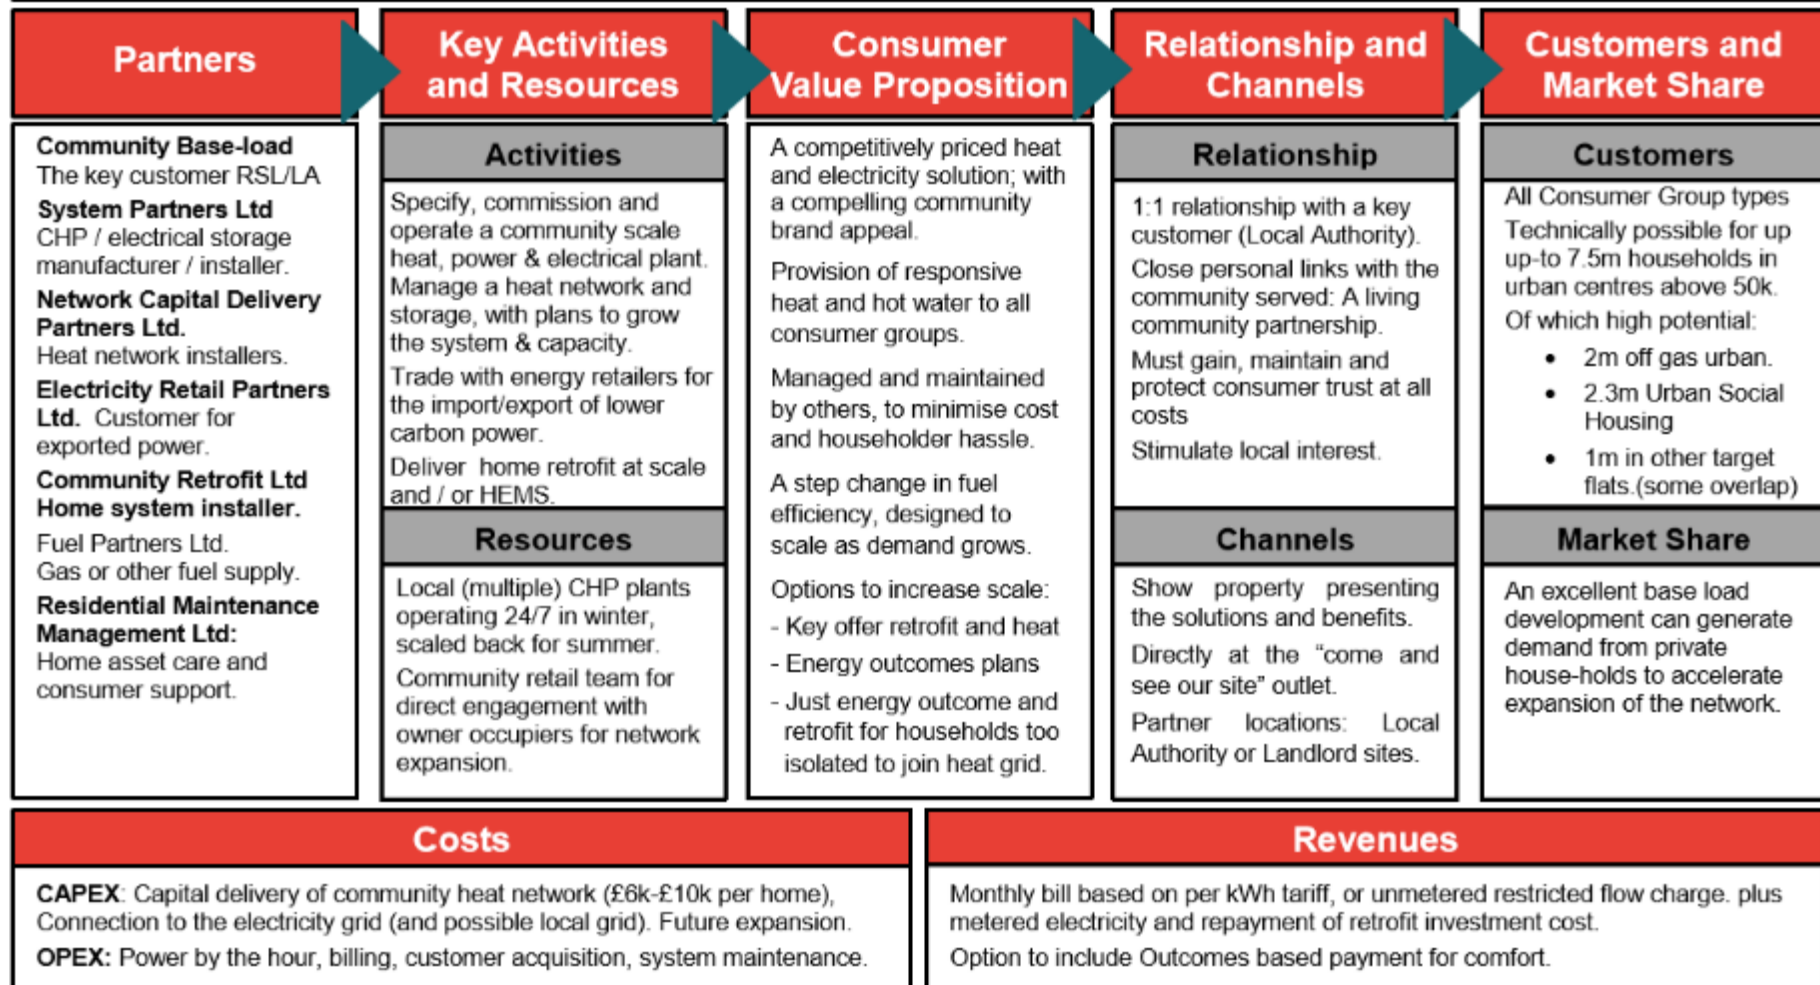 Partners
Key Activities
and Resources
Consumer
Value Proposition
Relationship and
Channels
Customers and
Market Share
Community Base-load
The key customer RSL/LA
System Partners Ltd
CHP / electrical storage
manufacturer / installer.
Network Capital Delivery
Partners Ltd.
Heat network installers.
Electricity Retail Partners
Ltd. Customer for
exported power.
Community Retrofit Ltd
Home system installer.
Fuel Partners Ltd.
Gas or other fuel supply.
Residential Maintenance
Management Ltd:
Home asset care and
consumer support.
Activities
Specify, commission and
operate a community scale
heat, power & electrical plant.
Manage a heat network and
storage, with plans to grow
the system & capacity.
Trade with energy retailers for
the import/export of lower
carbon power.
Deliver home retrofit at scale
and / or HEMS.
Resources
Local (multiple) CHP plants
operating 24/7 in winter,
scaled back for summer.
Community retail team for
direct engagement with
owner occupiers for network
expansion.
A competitively priced heat
and electricity solution; with
a compelling community
brand appeal.
Provision of responsive
heat and hot water to all
consumer groups.
Managed and maintained
by others, to minimise cost
and householder hassle.
A step change in fuel
efficiency, designed to
scale as demand grows.
Options to increase scale:
- Key offer retrofit and heat
- Energy outcomes plans
- Just energy outcome and
retrofit for households too
isolated to join heat grid.
Relationship
1:1 relationship with a key
customer (Local Authority).
Close personal links with the
community served: A living
community partnership.
Must gain, maintain and
protect consumer trust at all
costs
Stimulate local interest.
Channels
Show property presenting
the solutions and benefits.
Directly at the “come and
see our site” outlet.
Partner locations: Local
Authority or Landlord sites.
Customers
All Consumer Group types
Technically possible for up
up-to 7.5m households in
urban centres above 50k.
Of which high potential:
• 2m off gas urban.
• 2.3m Urban Social
Housing
• 1m in other target
flats.(some overlap)
Market Share
An excellent base load
development can generate
demand from private
house-holds to accelerate
expansion of the network.
Costs
CAPEX: Capital delivery of community heat network (£6k-£10k per home),
Connection to the electricity grid (and possible local grid). Future expansion.
OPEX: Power by the hour, billing, customer acquisition, system maintenance.
Revenues
Monthly bill based on per kWh tariff, or unmetered restricted flow charge. plus
metered electricity and repayment of retrofit investment cost.
Option to include Outcomes based payment for comfort.